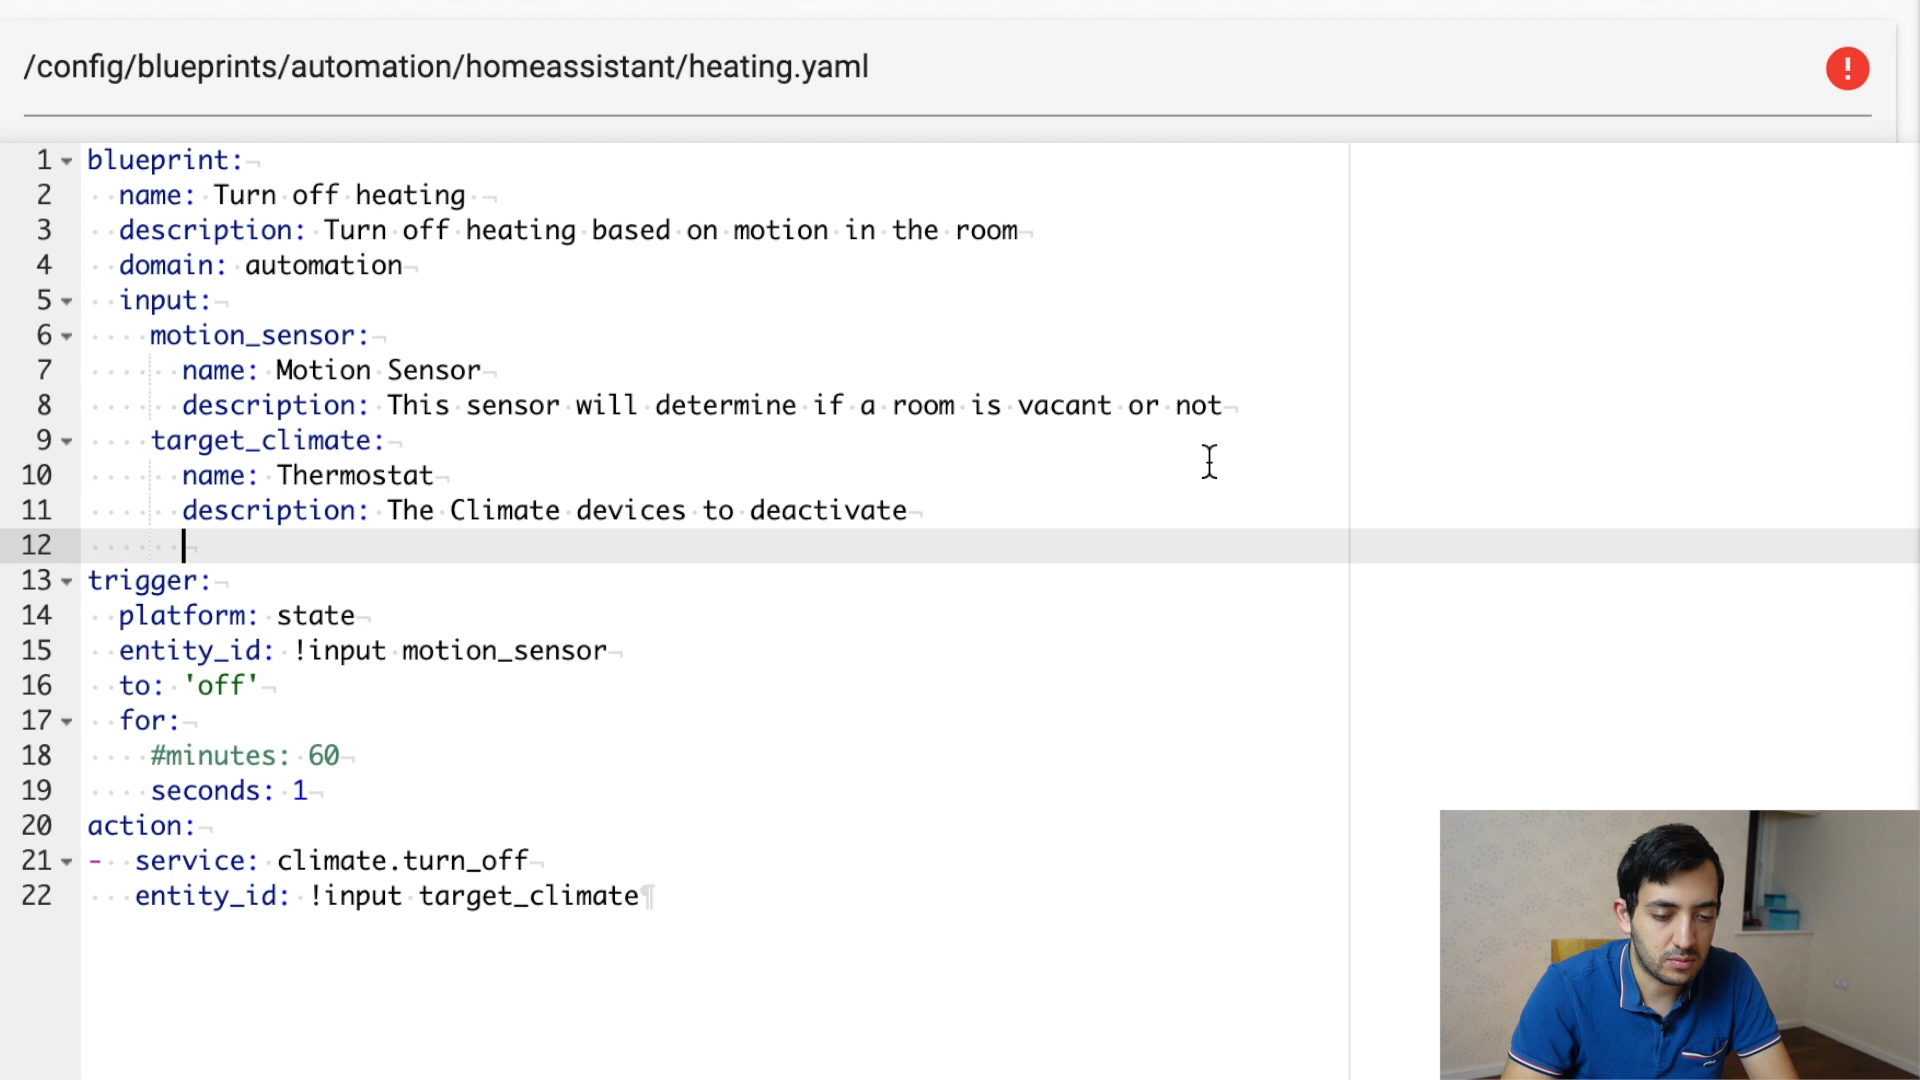 /config/blueprints/automation/homeassistant/heating.yaml
!
1 blueprint:
2 name: Turn off heating
3 description: Turn off heating based on motion in the room
4 domain: automation
5 input:
6 motion_sensor:
7 name: Motion Sensor
8 description: This sensor will determine if a room is vacant or not
9 target_climate:
10 name: Thermostat
11 description: The Climate devices to deactivate
12
13 trigger:
14 platform: state
15 entity_id: !input motion_sensor
16 to: 'off'
17 for:
18 #minutes: 60
19 seconds: 1
20 action:
21 - service: climate.turn_off
22 entity_id: !input target_climate